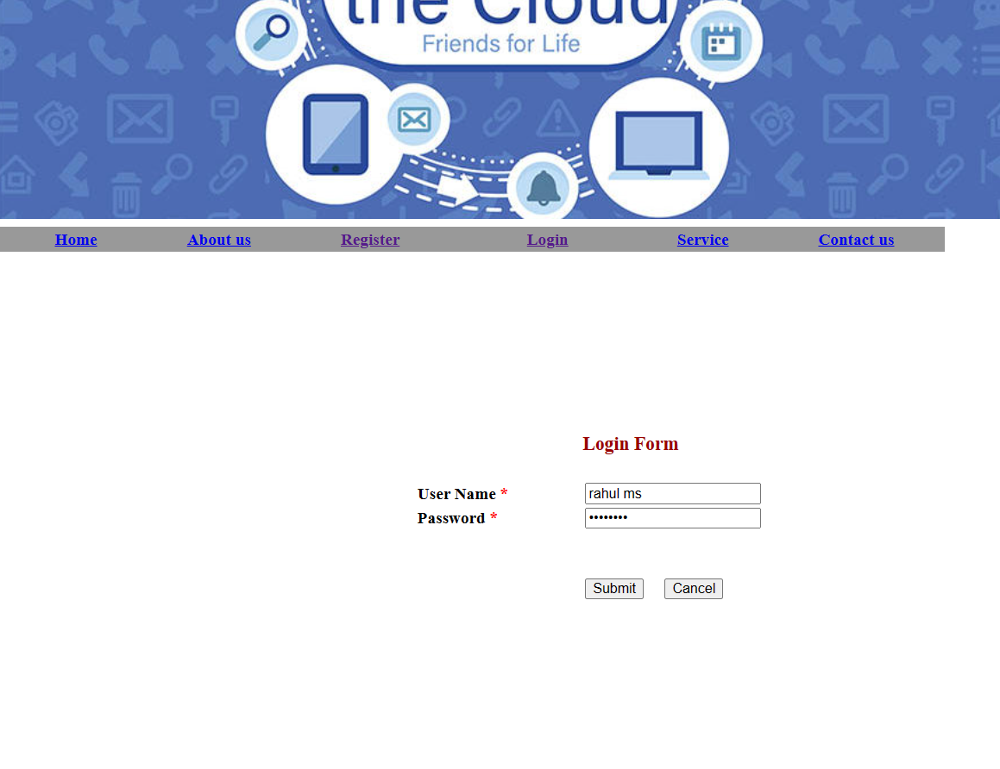 the Cloud
Friends for Life
Home About us Register Login Service Contact us
Login Form
User Name * rahul ms
Password * ••••••••
Submit Cancel